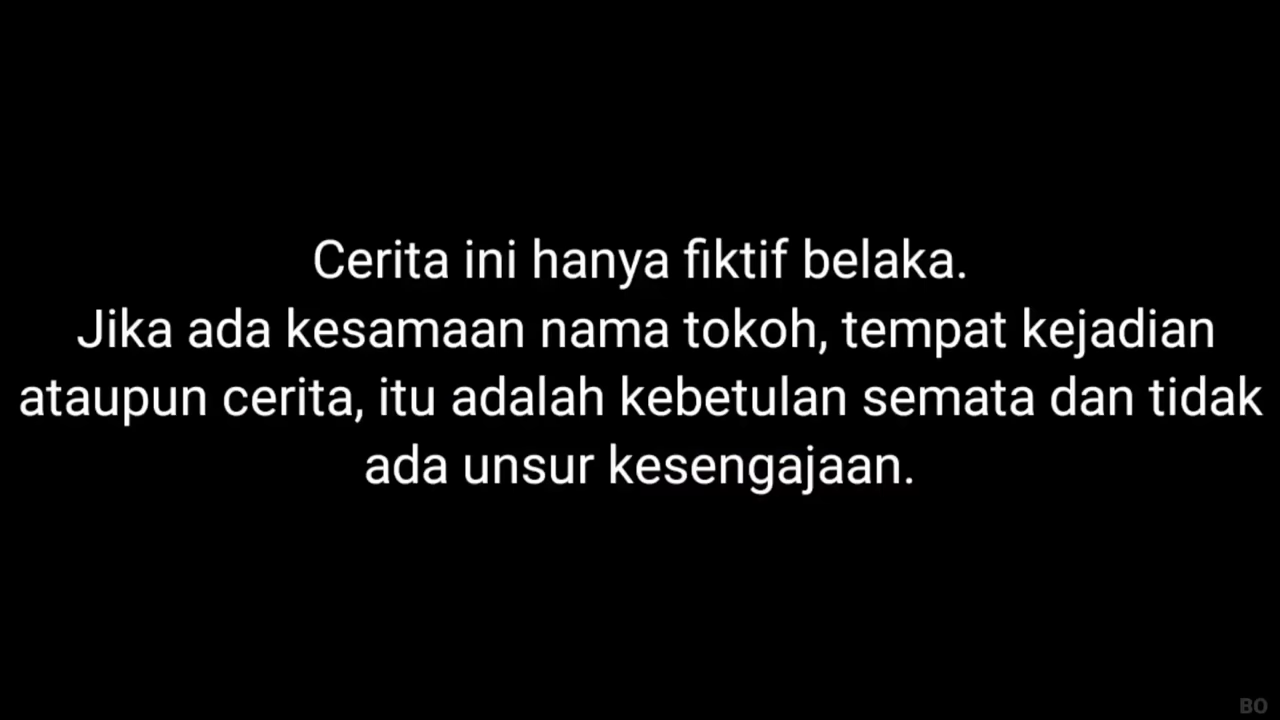 Cerita ini hanya fiktif belaka.
Jika ada kesamaan nama tokoh, tempat kejadian
ataupun cerita, itu adalah kebetulan semata dan tidak
ada unsur kesengajaan.
BO